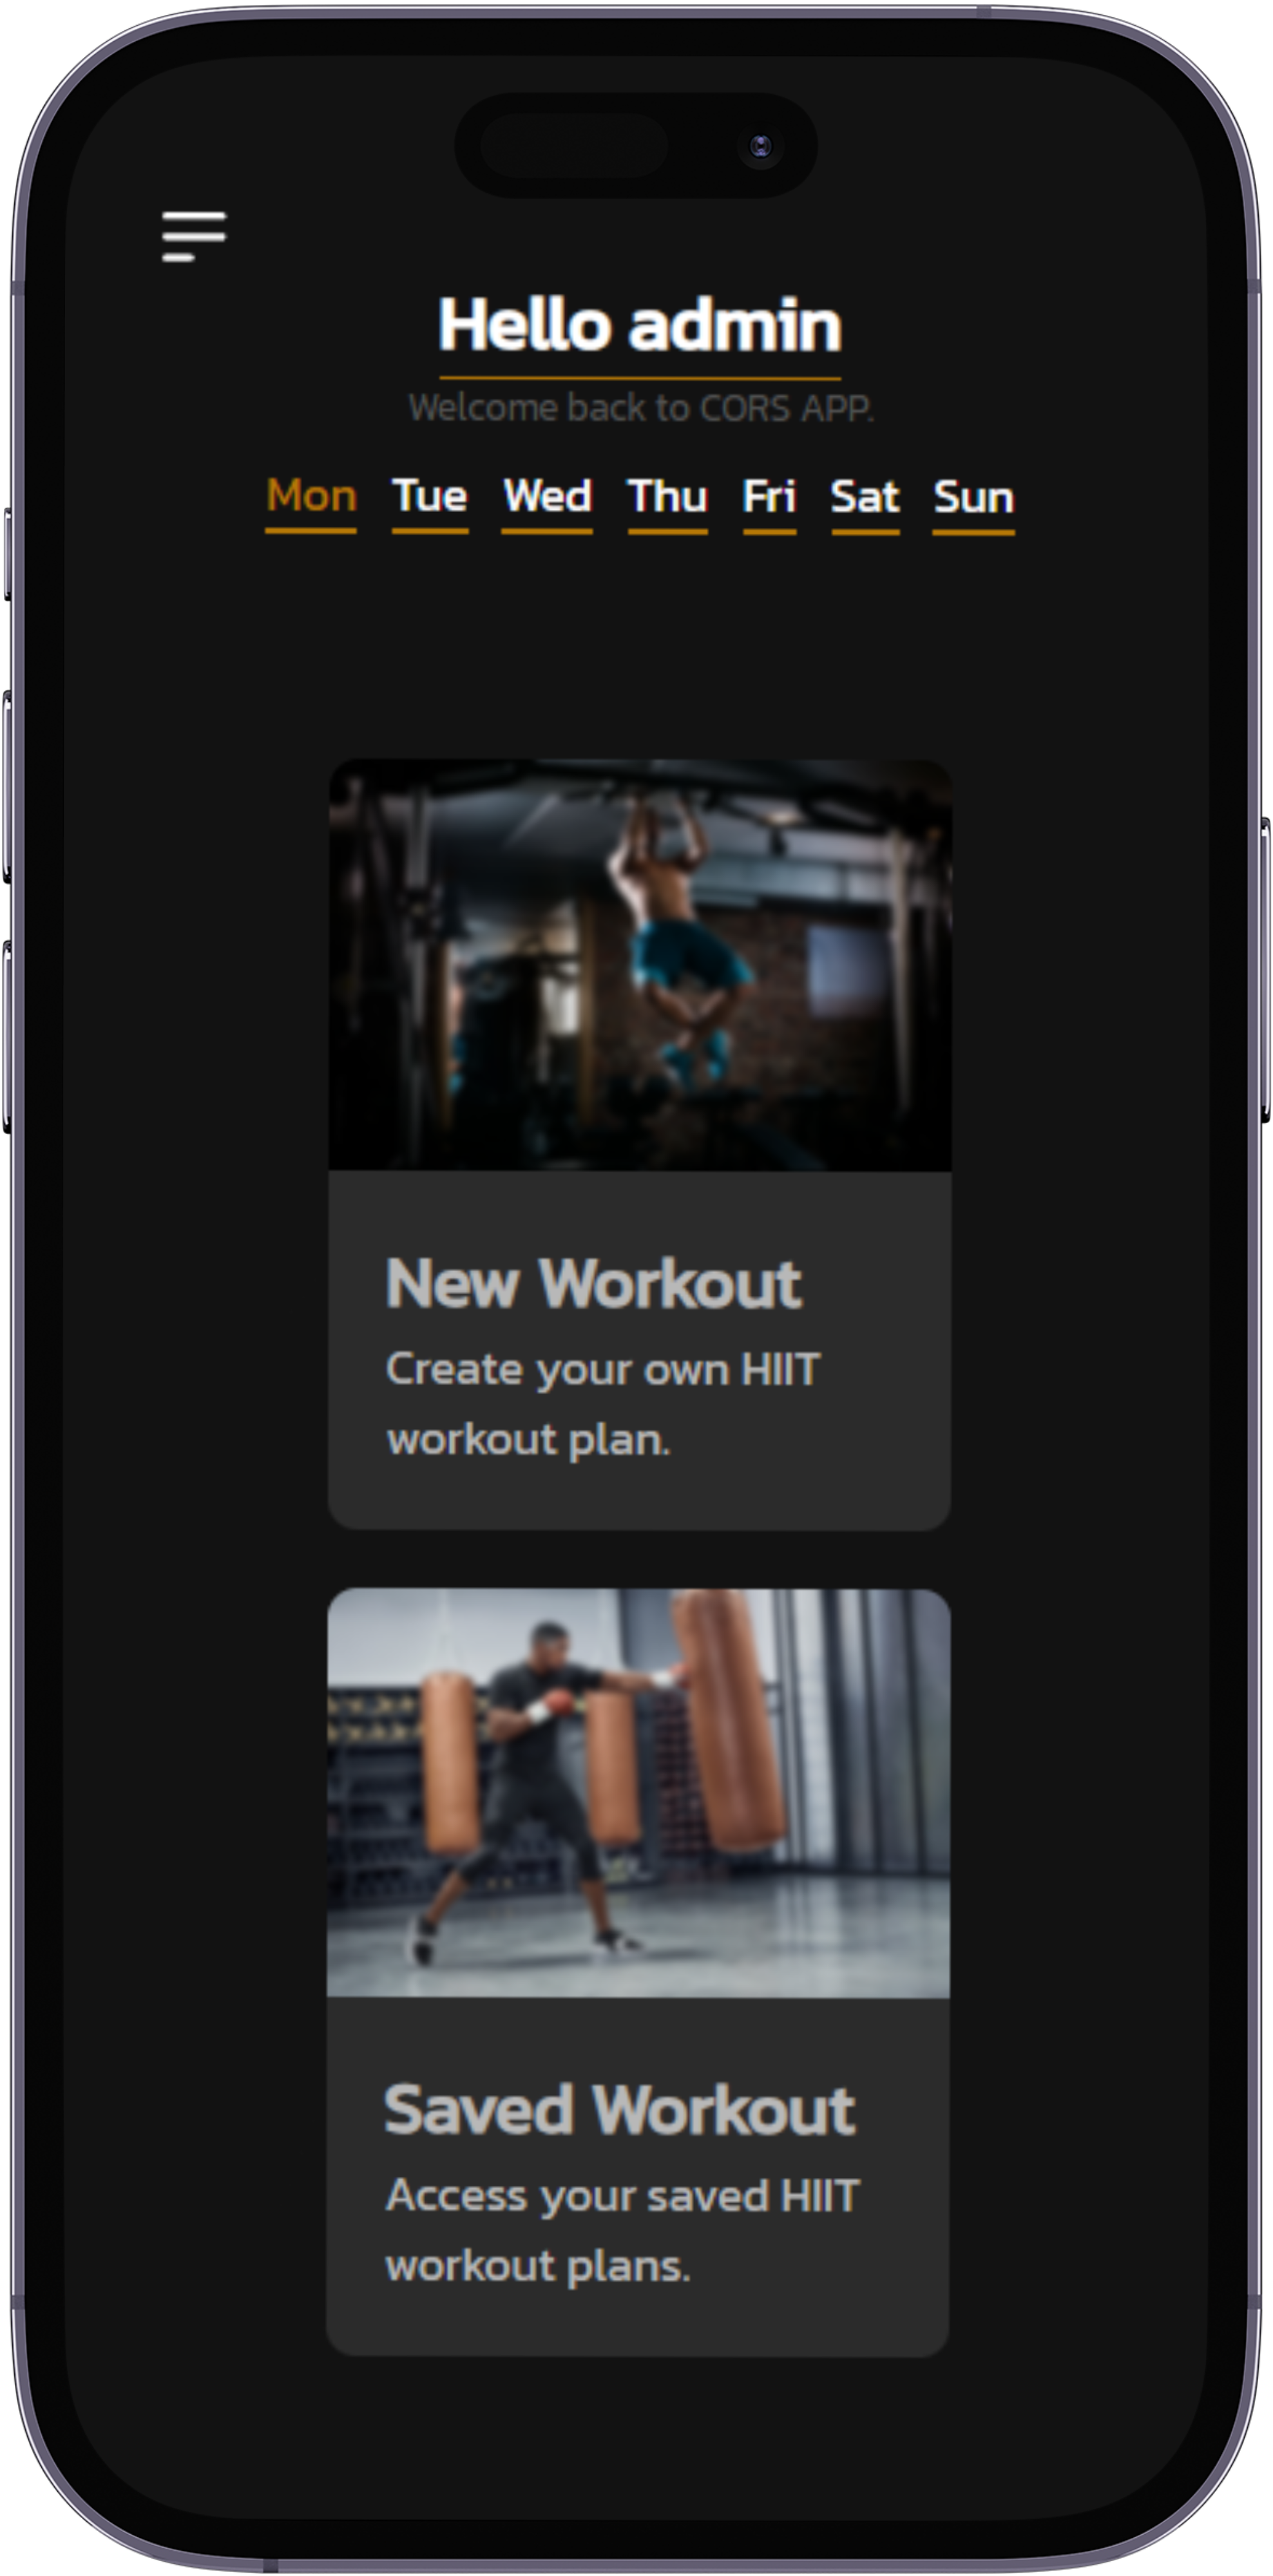 Hello admin
Welcome back to CORS APP.
Mon Tue Wed Thu Fri Sat Sun
New Workout
Create your own HIIT
workout plan.
Saved Workout
Access your saved HIIT
workout plans.